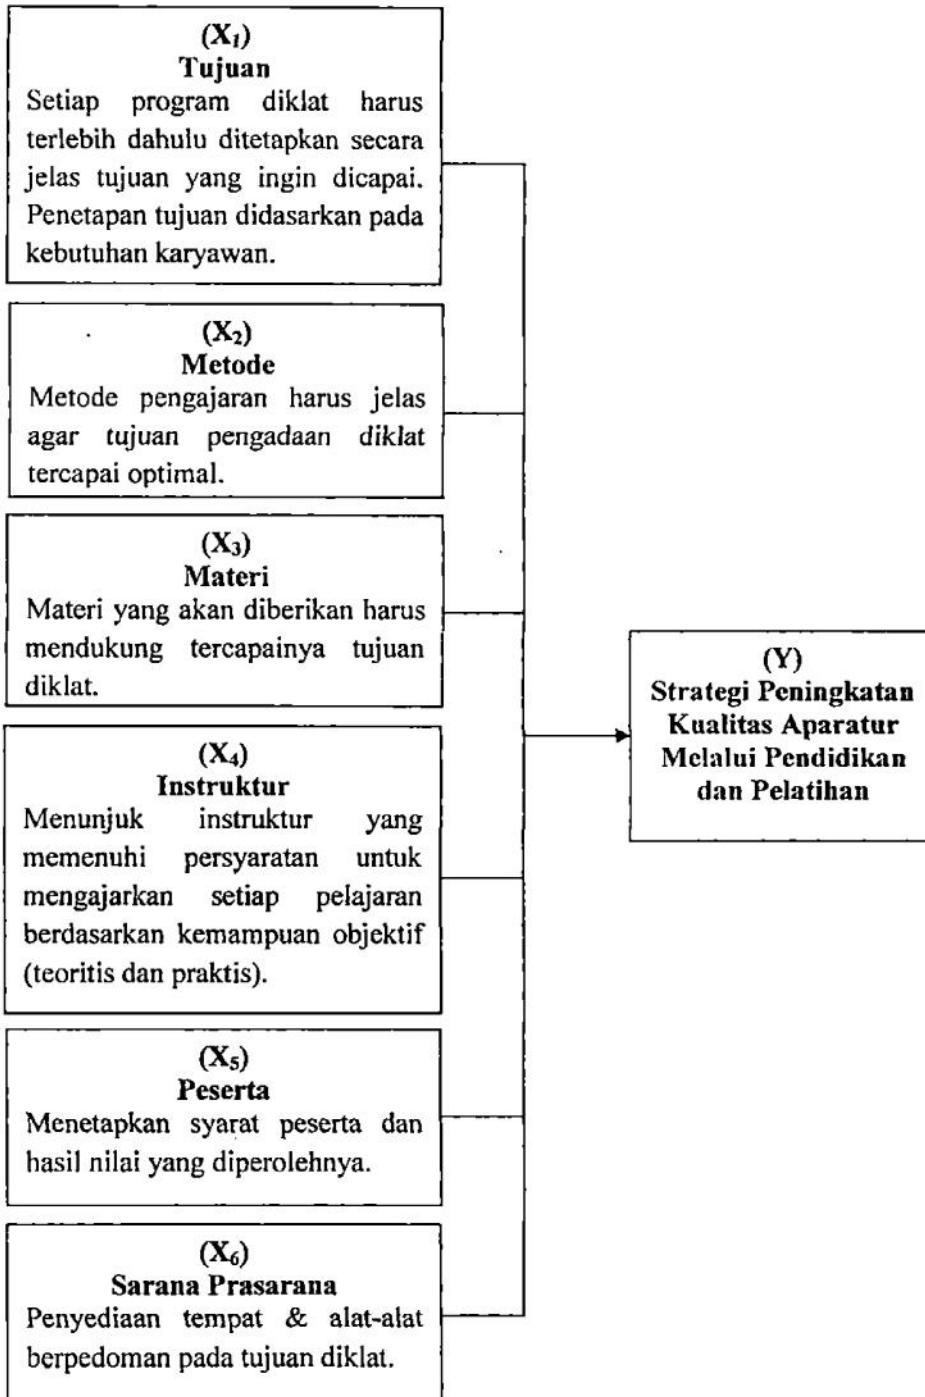 (X₁)
Tujuan
Setiap program diklat harus
terlebih dahulu ditetapkan secara
jelas tujuan yang ingin dicapai.
Penetapan tujuan didasarkan pada
kebutuhan karyawan.
(X₂)
Metode
Metode pengajaran harus jelas
agar tujuan pengadaan diklat
tercapai optimal.
(X₃)
Materi
Materi yang akan diberikan harus
mendukung tercapainya tujuan
diklat.
(X₄)
Instruktur
Menunjuk instruktur yang
memenuhi persyaratan untuk
mengajarkan setiap pelajaran
berdasarkan kemampuan objektif
(teoritis dan praktis).
(X₅)
Peserta
Menetapkan syarat peserta dan
hasil nilai yang diperolehnya.
(X₆)
Sarana Prasarana
Penyediaan tempat & alat-alat
berpedoman pada tujuan diklat.
(Y)
Strategi Peningkatan
Kualitas Aparatur
Melalui Pendidikan
dan Pelatihan